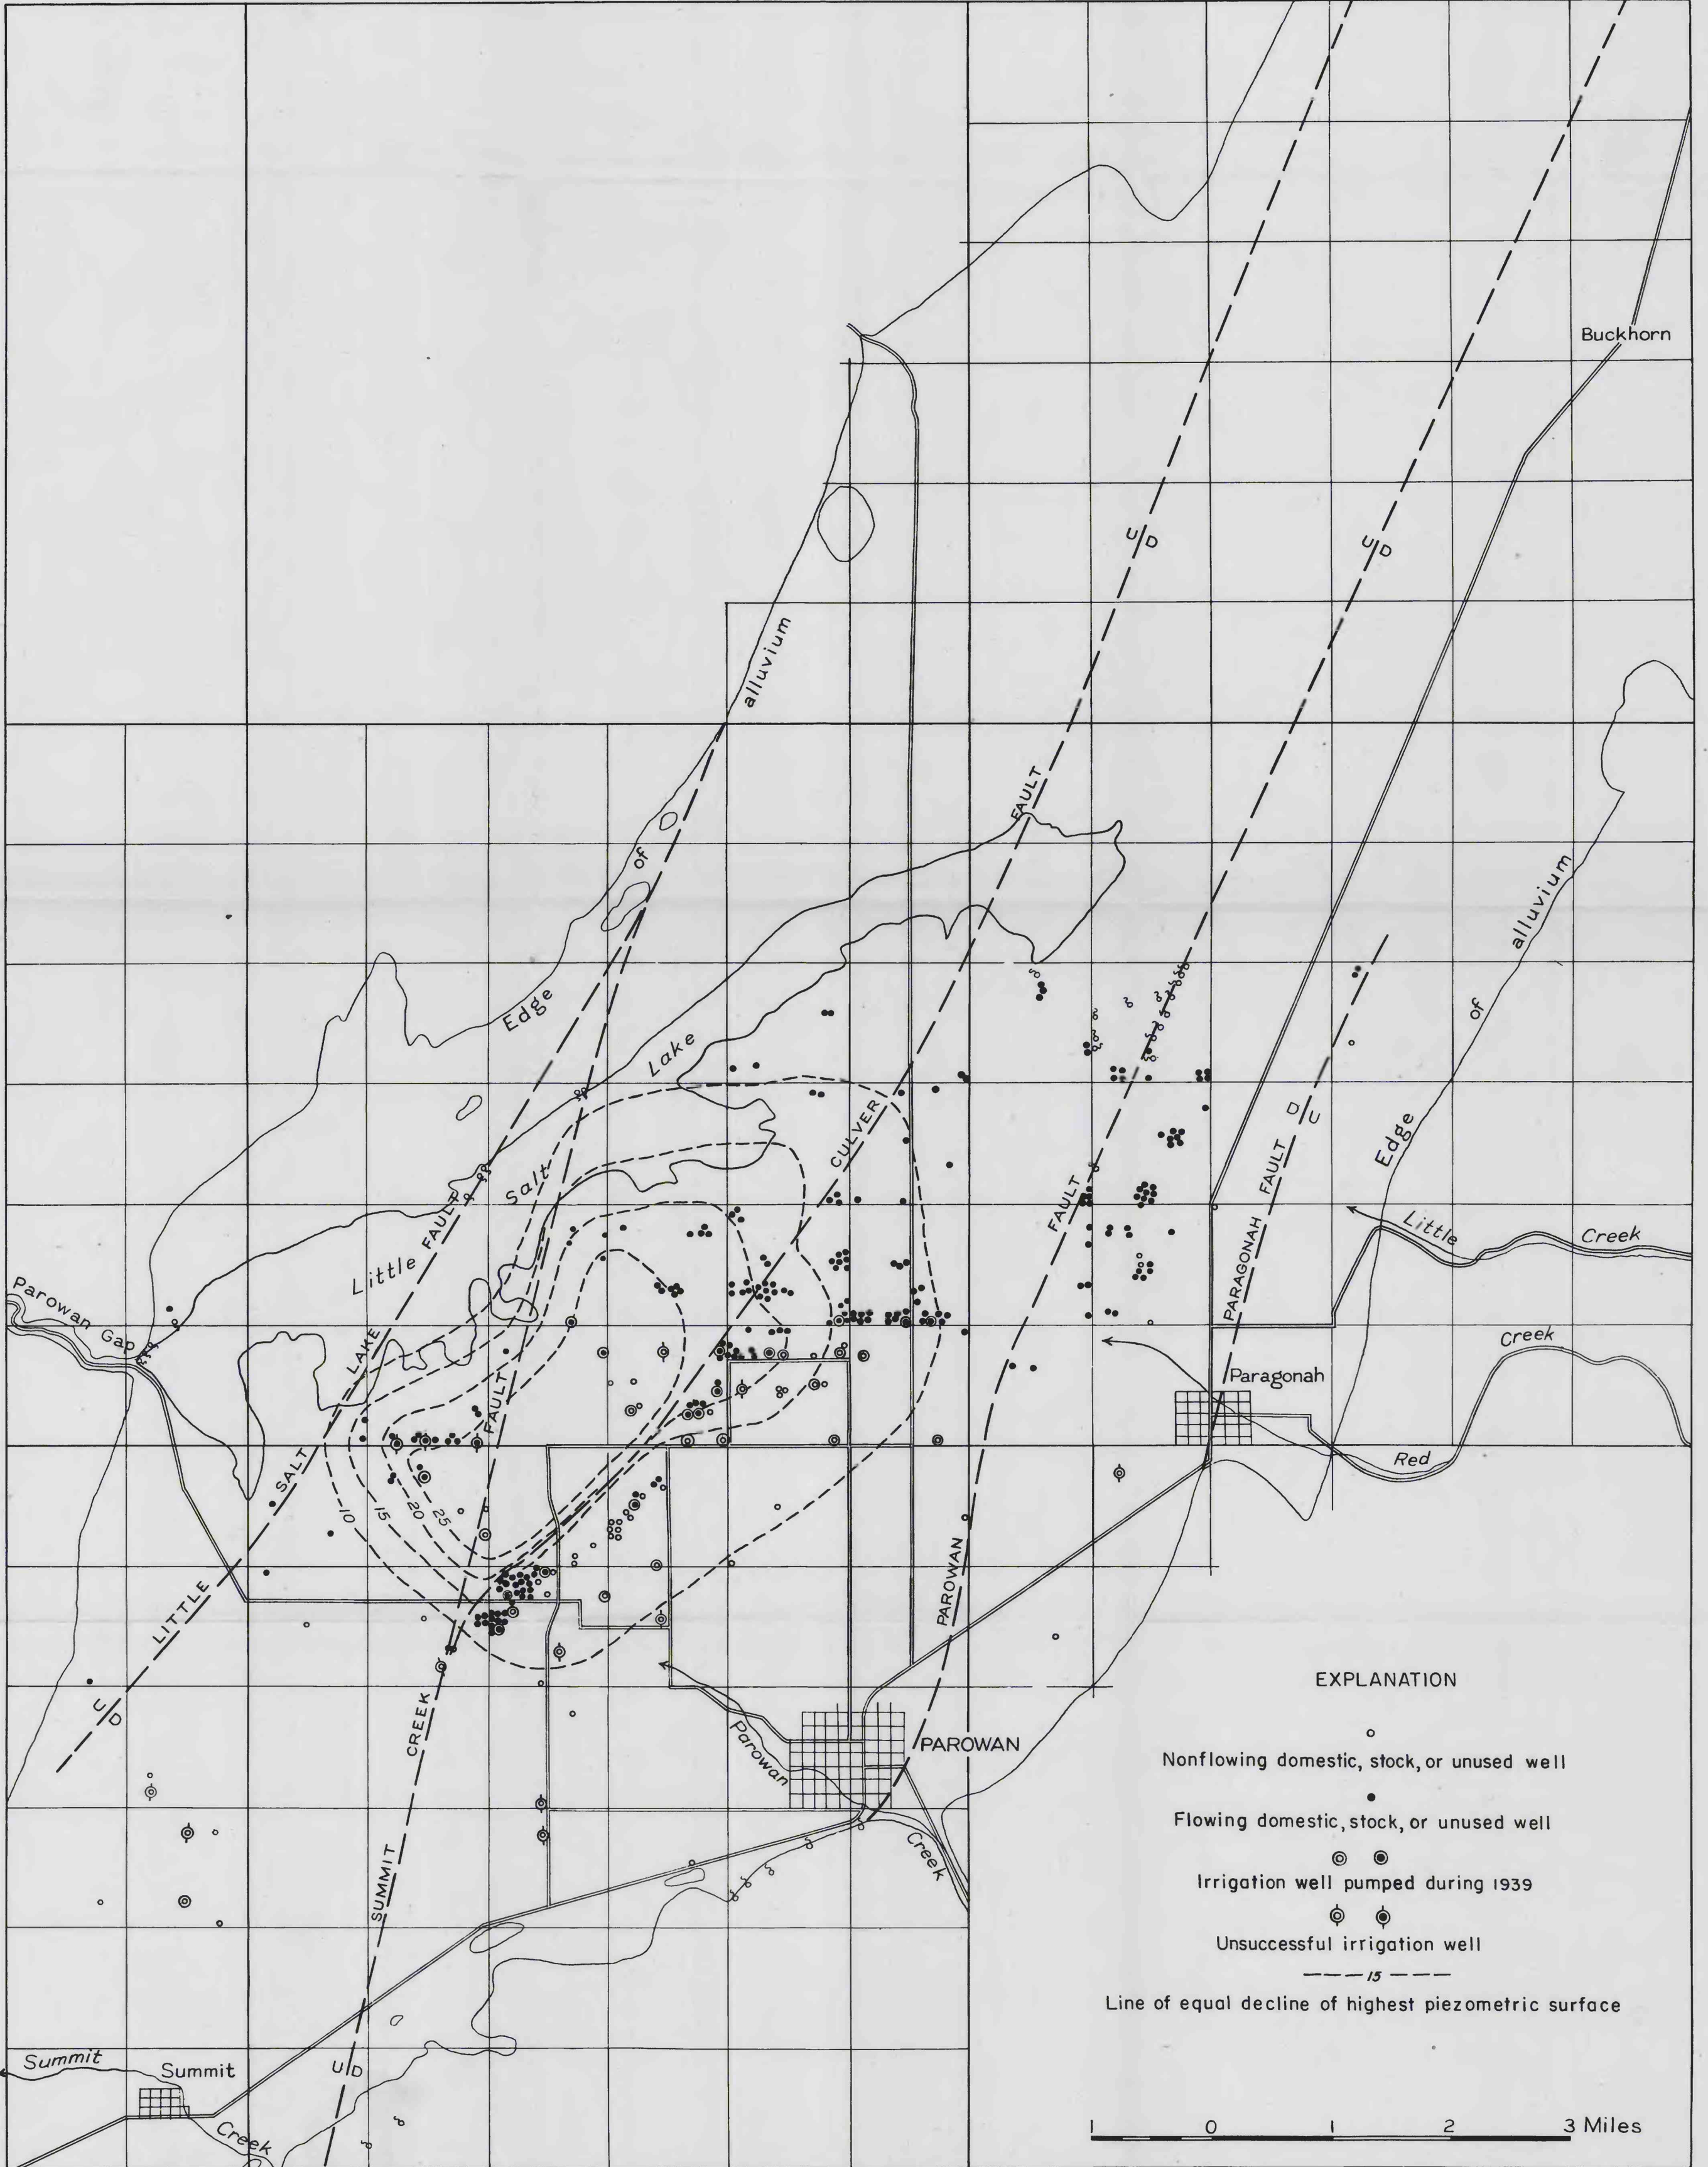 Buckhorn
U/D
U/D
alluvium
FAULT
of
alluvium
Edge
of
Lake
CULVER
D/U
Edge
Salt
FAULT
FAULT
PARAGONAH FAULT
Little
Creek
Little
Parowan Gap
LAKE
Creek
Paragonah
FAULT
Red
SALT
10
15
20
25
PAROWAN
LITTLE
U/D
EXPLANATION
CREEK
PAROWAN
Parowan
Nonflowing domestic, stock, or unused well
Flowing domestic, stock, or unused well
SUMMIT
Creek
Irrigation well pumped during 1939
Unsuccessful irrigation well
15
Line of equal decline of highest piezometric surface
Summit
Summit
U/D
Creek
1 0 1 2 3 Miles